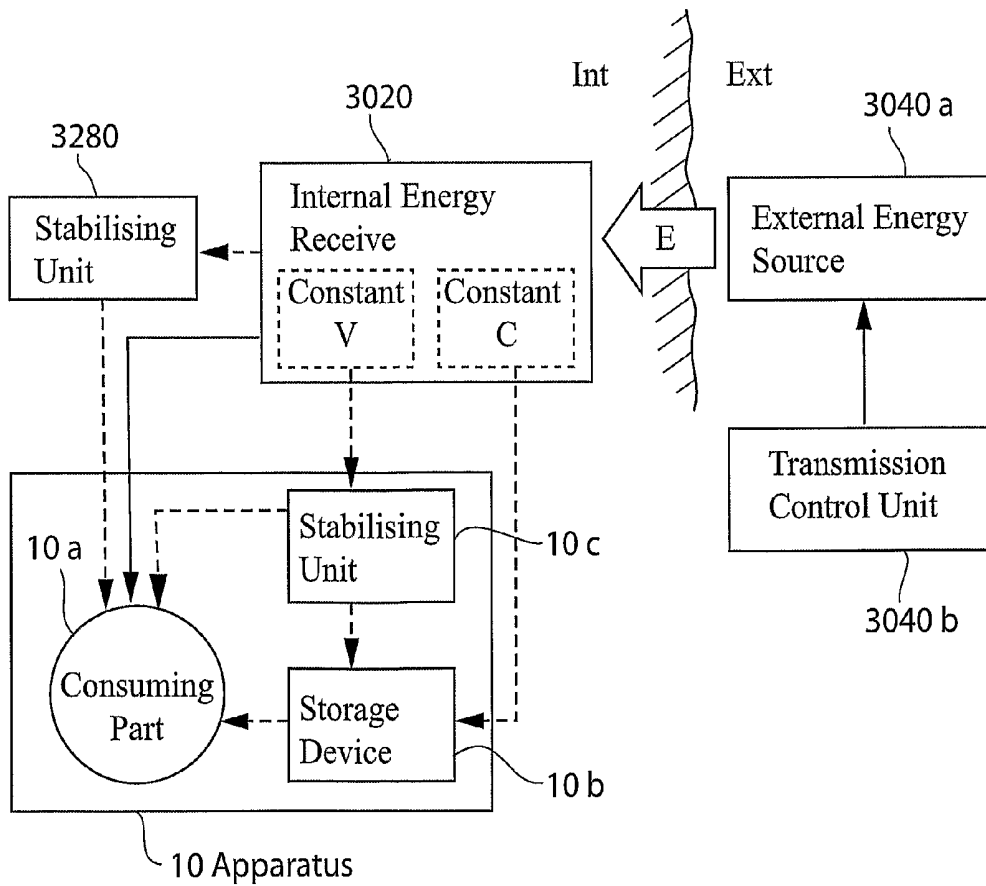 Int
Ext
3020
3040 a
3280
Internal Energy
Receive
Stabilising
Unit
E
External Energy
Source
Constant
V
Constant
C
Transmission
Control Unit
10 a
Stabilising
Unit
10 c
3040 b
Consuming
Part
Storage
Device
10 b
10 Apparatus